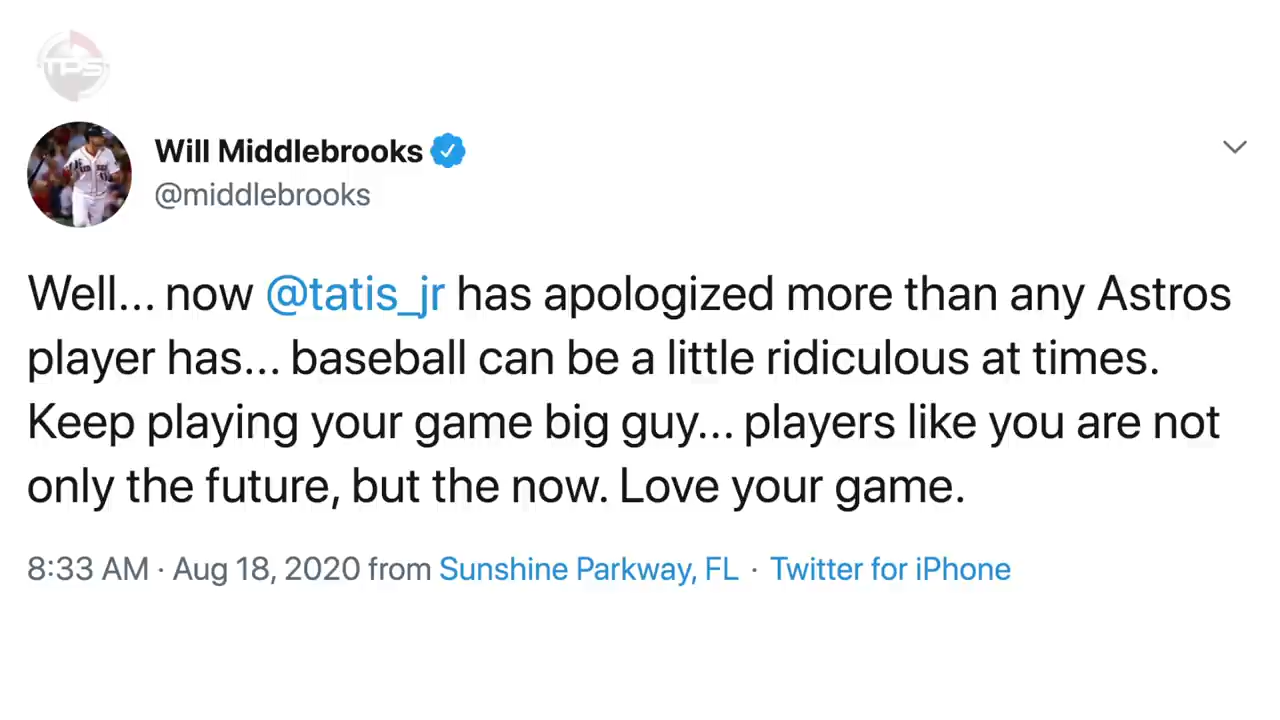 TPS
Will Middlebrooks
@middlebrooks
Well... now @tatis_jr has apologized more than any Astros
player has... baseball can be a little ridiculous at times.
Keep playing your game big guy... players like you are not
only the future, but the now. Love your game.
8:33 AM · Aug 18, 2020 from Sunshine Parkway, FL · Twitter for iPhone